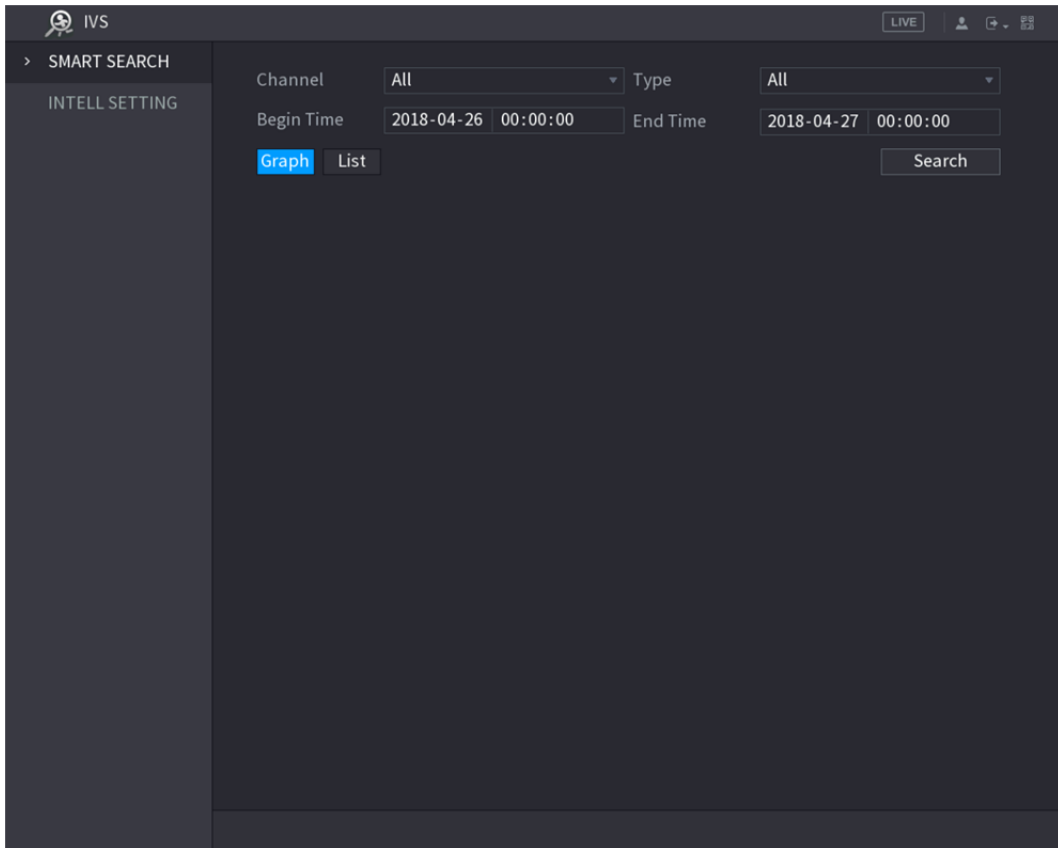 IVS LIVE
SMART SEARCH
INTELL SETTING
Channel All Type All
Begin Time 2018-04-26 00:00:00 End Time 2018-04-27 00:00:00
Graph List Search